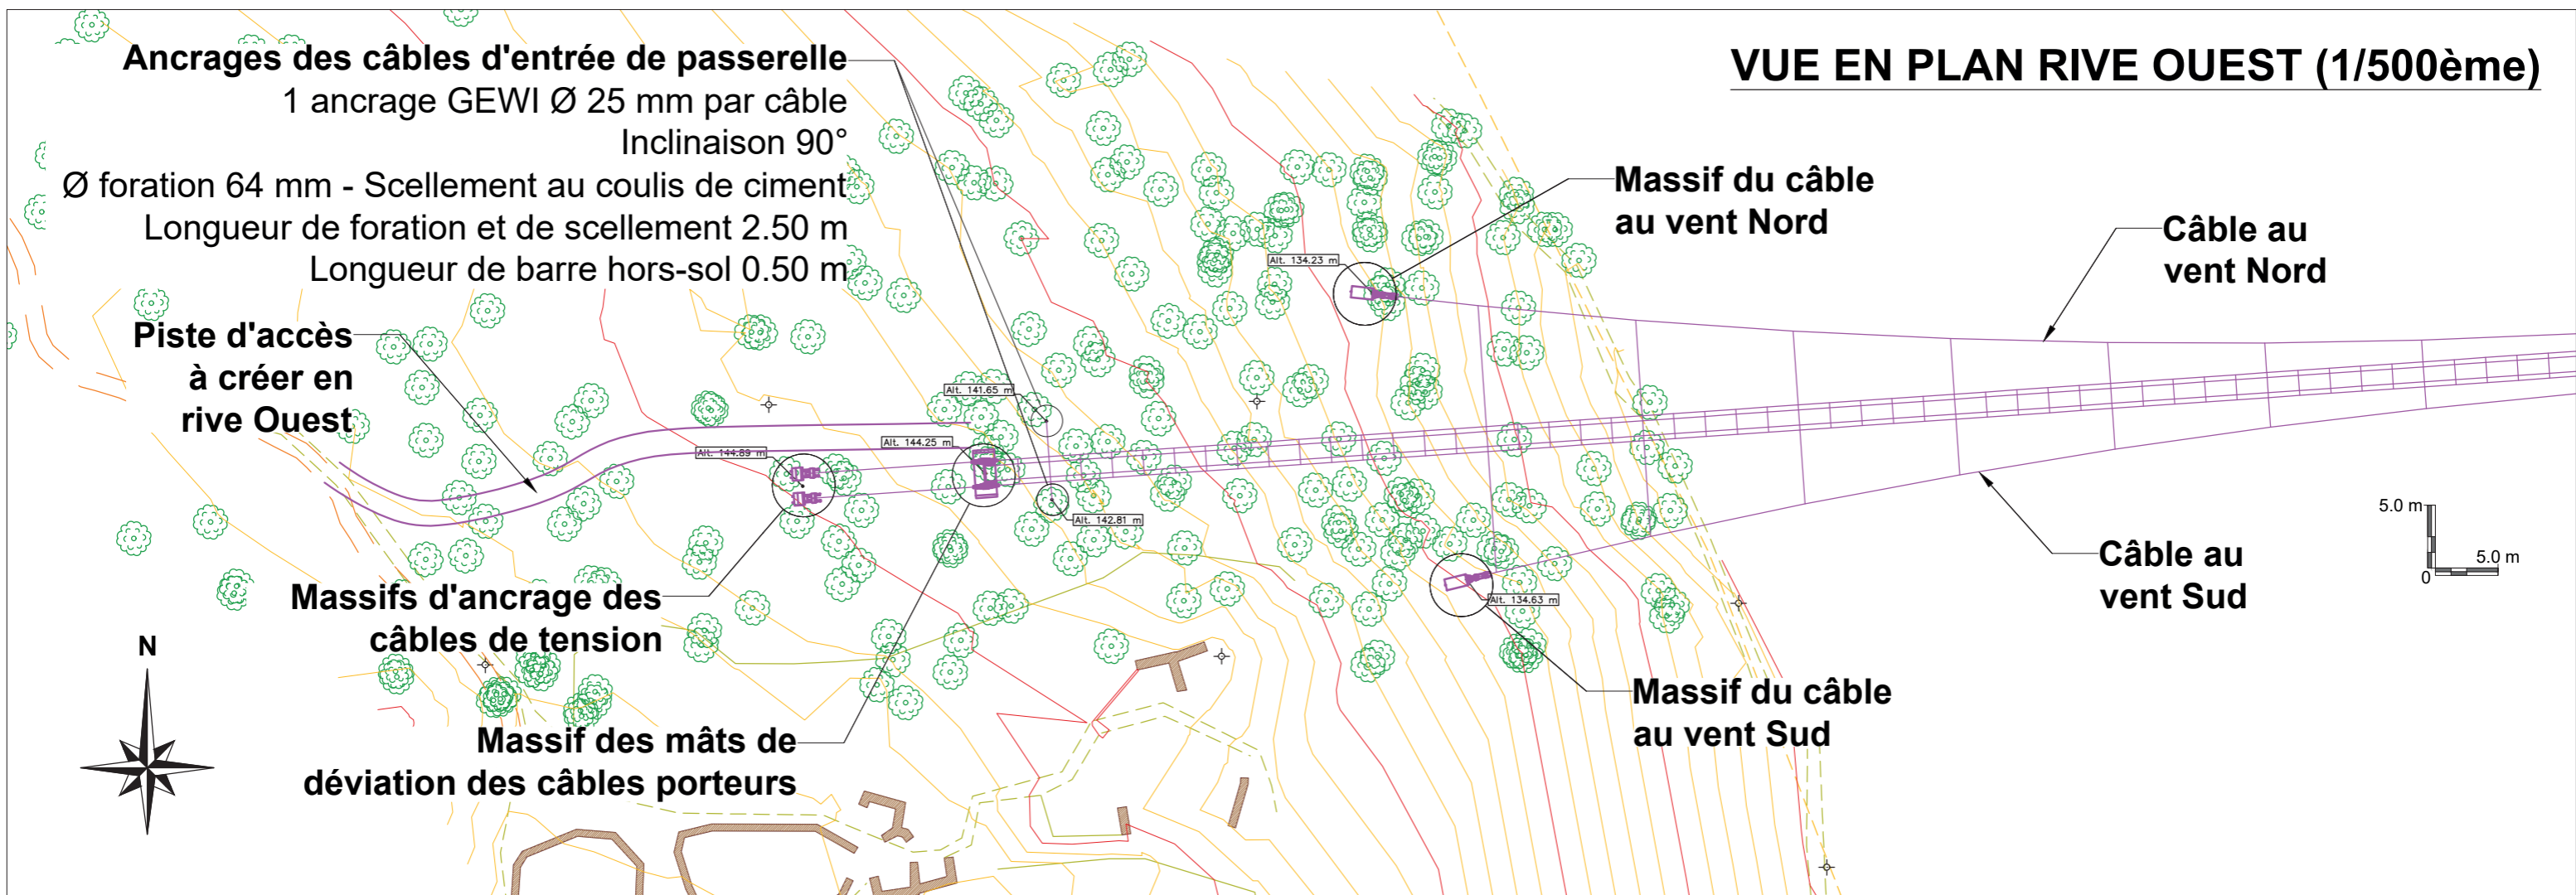 VUE EN PLAN RIVE OUEST (1/500ème)
Ancrages des câbles d'entrée de passerelle
1 ancrage GEWI Ø 25 mm par câble
Inclinaison 90°
Ø foration 64 mm - Scellement au coulis de ciment
Longueur de foration et de scellement 2.50 m
Longueur de barre hors-sol 0.50 m
Massif du câble
au vent Nord
Câble au
vent Nord
Alt. 134.23 m
Piste d'accès
à créer en
rive Ouest
Alt. 141.65 m
Alt. 144.25 m
Alt. 144.89 m
Alt. 142.81 m
5.0 m
5.0 m
0
Câble au
vent Sud
Massifs d'ancrage des
câbles de tension
Alt. 134.63 m
N
Massif du câble
au vent Sud
Massif des mâts de
déviation des câbles porteurs